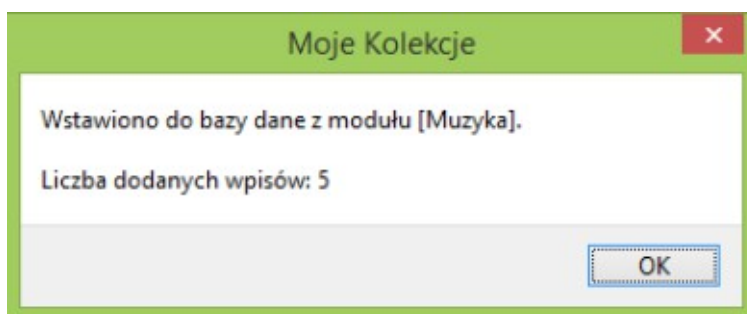 Moje Kolekcje
Wstawiono do bazy dane z modułu [Muzyka].
Liczba dodanych wpisów: 5
OK